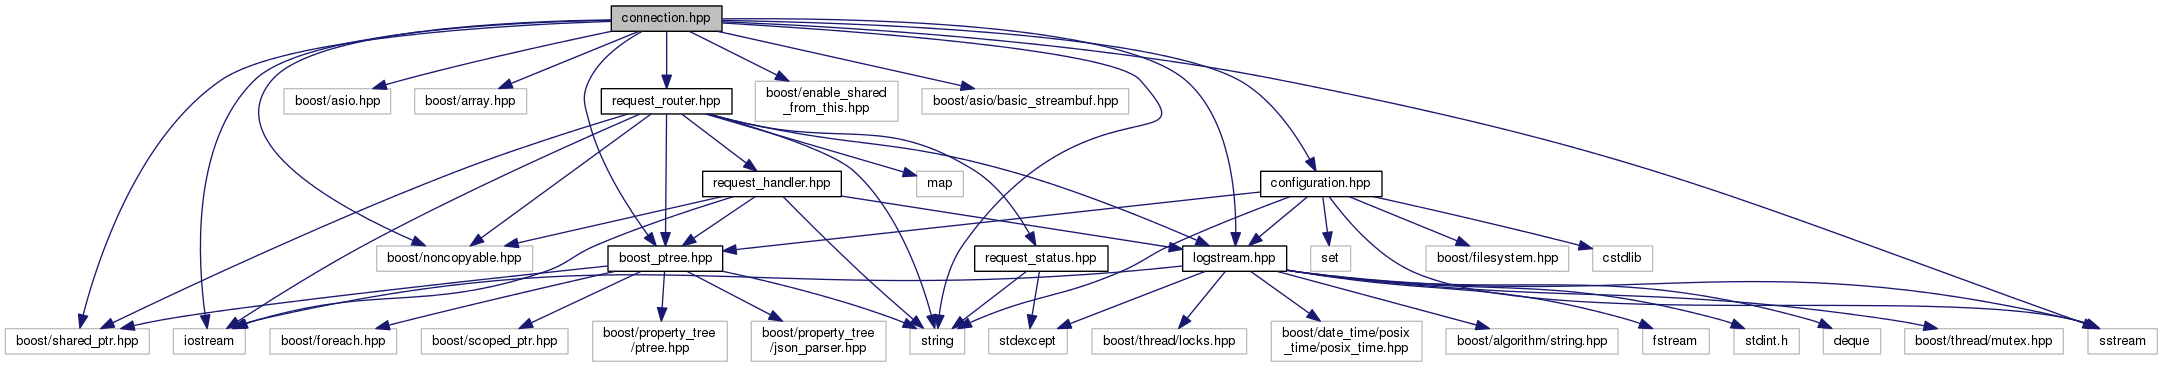 connection.hpp
boost/asio.hpp
boost/array.hpp
request_router.hpp
boost/enable_shared
_from_this.hpp
boost/asio/basic_streambuf.hpp
request_handler.hpp
map
configuration.hpp
boost/noncopyable.hpp
boost_ptree.hpp
request_status.hpp
logstream.hpp
set
boost/filesystem.hpp
cstdlib
boost/shared_ptr.hpp
iostream
boost/foreach.hpp
boost/scoped_ptr.hpp
boost/property_tree
/ptree.hpp
boost/property_tree
/json_parser.hpp
string
stdexcept
boost/thread/locks.hpp
boost/date_time/posix
_time/posix_time.hpp
boost/algorithm/string.hpp
fstream
stdint.h
deque
boost/thread/mutex.hpp
sstream